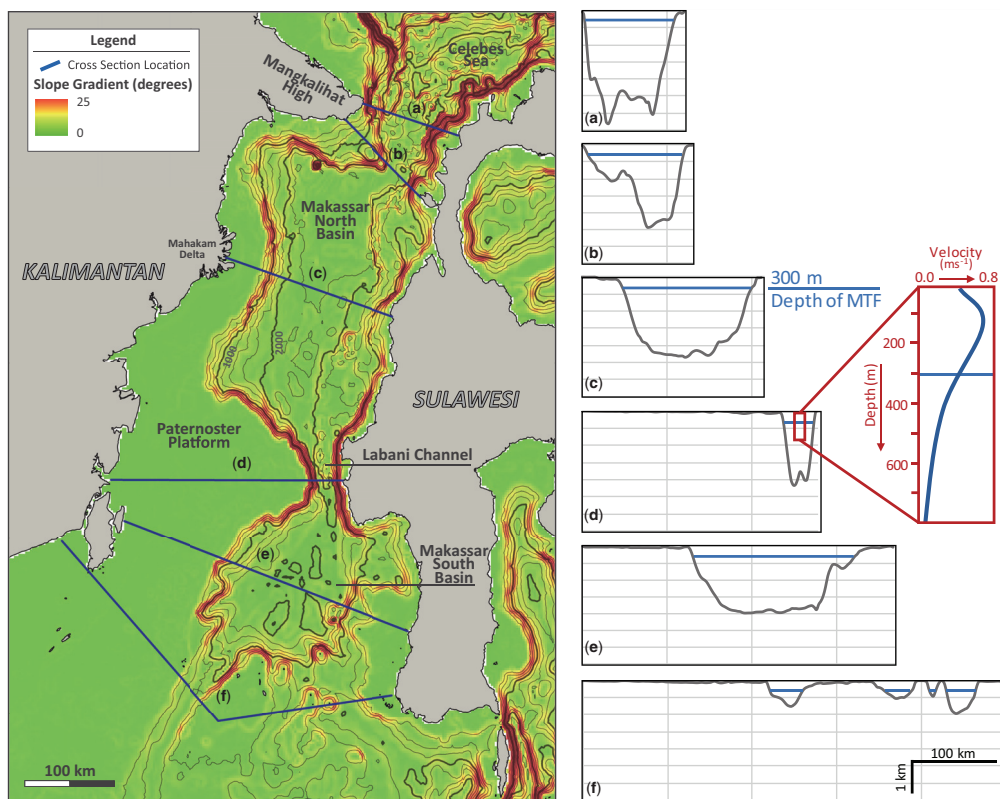 Legend
Cross Section Location
Slope Gradient (degrees)
25
0
Celebes
Sea
Mangkalihat
High
(a)
(b)
Makassar
North
Basin
Mahakam
Delta
KALIMANTAN
(c)
1000
2000
SULAWESI
Paternoster
Platform
(d)
Labani Channel
(e)
Makassar
South
Basin
(f)
100 km
(a)
(b)
(c)
300 m
Depth of MTF
(d)
(e)
(f)
100 km
1 km
Velocity
(ms-1)
0.0
0.8
200
400
600
Depth (m)